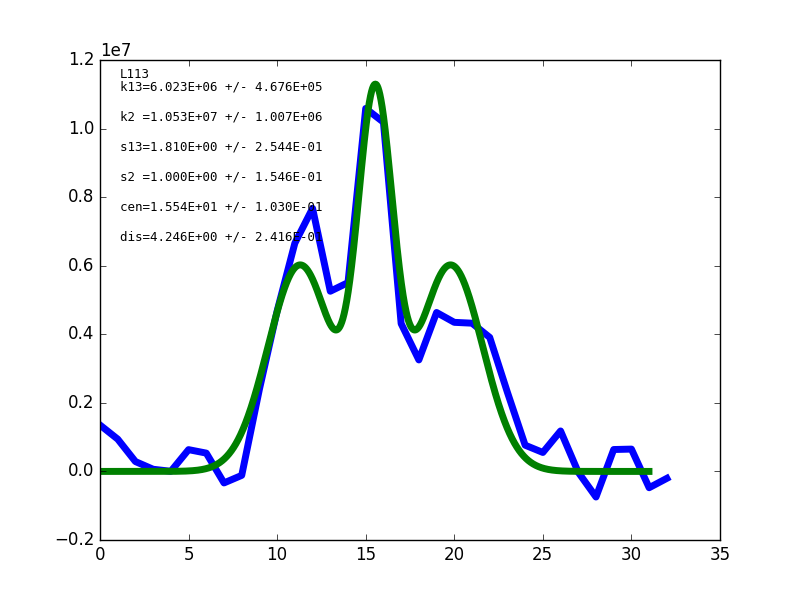 1e7
1.2
1.0
0.8
0.6
0.4
0.2
0.0
−0.2
L113
k13=6.023E+06 +/- 4.676E+05
k2 =1.053E+07 +/- 1.007E+06
s13=1.810E+00 +/- 2.544E-01
s2 =1.000E+00 +/- 1.546E-01
cen=1.554E+01 +/- 1.030E-01
dis=4.246E+00 +/- 2.416E-01
0 5 10 15 20 25 30 35